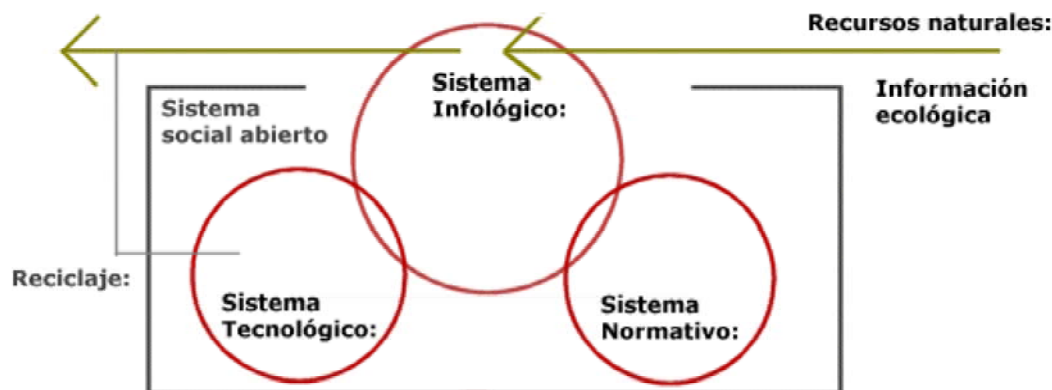 Recursos naturales:
Sistema
Infológico:
Información
ecológica
Sistema
social abierto
Reciclaje:
Sistema
Tecnológico:
Sistema
Normativo: